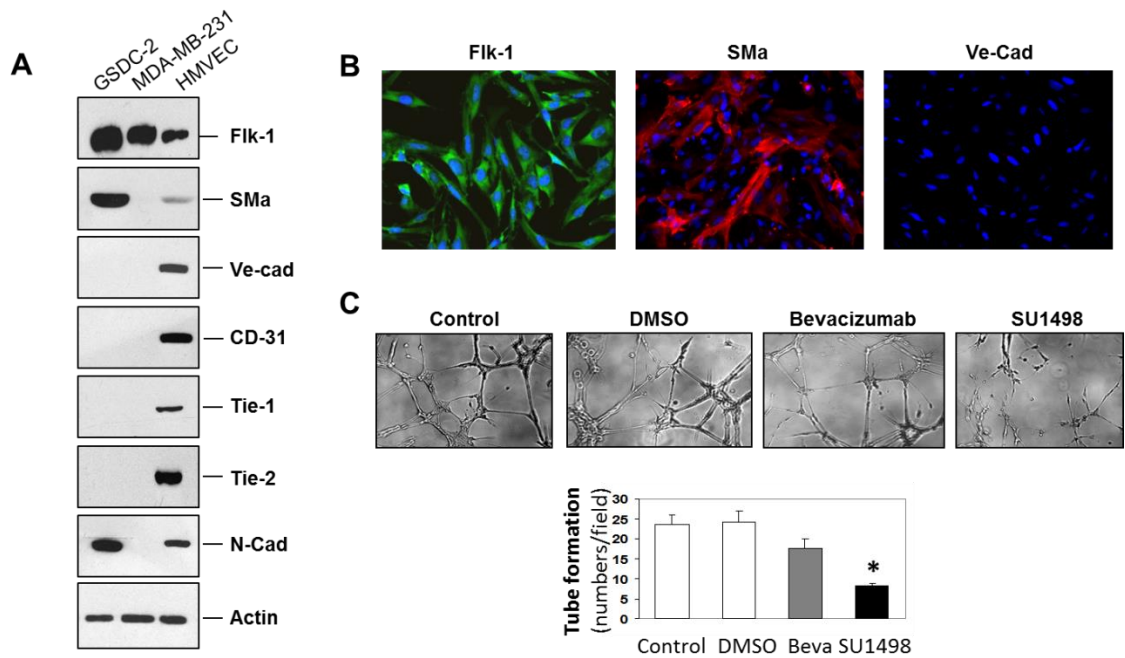 A
GSDC-2
MDA-MB-231
HMVEC
Flk-1
SMa
Ve-cad
CD-31
Tie-1
Tie-2
N-Cad
Actin
B
Flk-1 SMa Ve-Cad
C
Control DMSO Bevacizumab SU1498
Tube formation
(numbers/field)
30
25
20
15
10
5
0
*
Control DMSO Beva SU1498